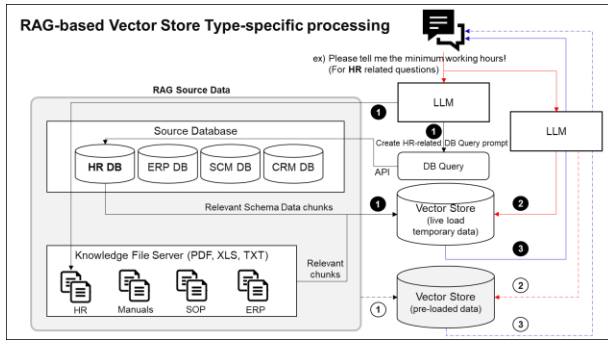 RAG-based Vector Store Type-specific processing
ex) Please tell me the minimum working hours!
(For HR related questions)
RAG Source Data
1
LLM
LLM
Source Database
1
Create HR-related DB Query prompt
HR DB
ERP DB
SCM DB
CRM DB
API
DB Query
Relevant Schema Data chunks
1
Vector Store
(live load
temporary data)
2
3
Knowledge File Server (PDF, XLS, TXT)
Relevant
chunks
HR
Manuals
SOP
ERP
1
Vector Store
(pre-loaded data)
2
3